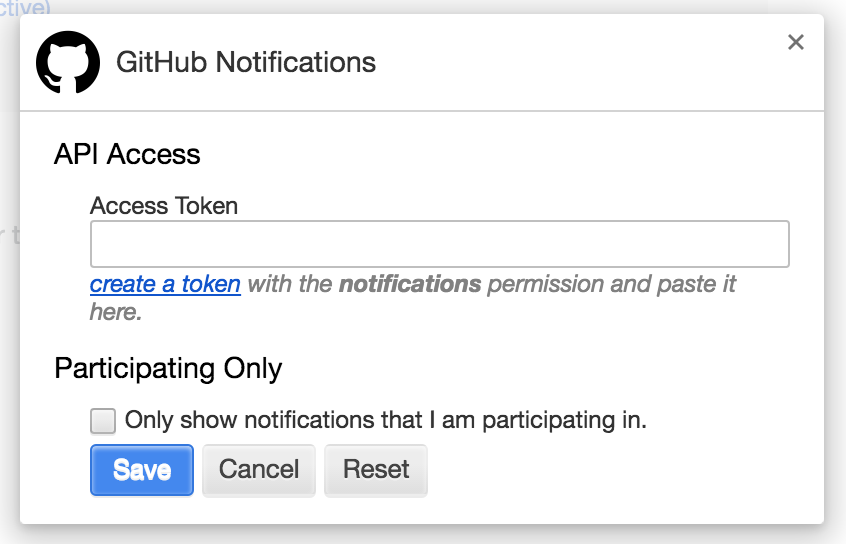 ctive)
GitHub Notifications
API Access
Access Token
create a token with the notifications permission and paste it
here.
Participating Only
Only show notifications that I am participating in.
Save Cancel Reset